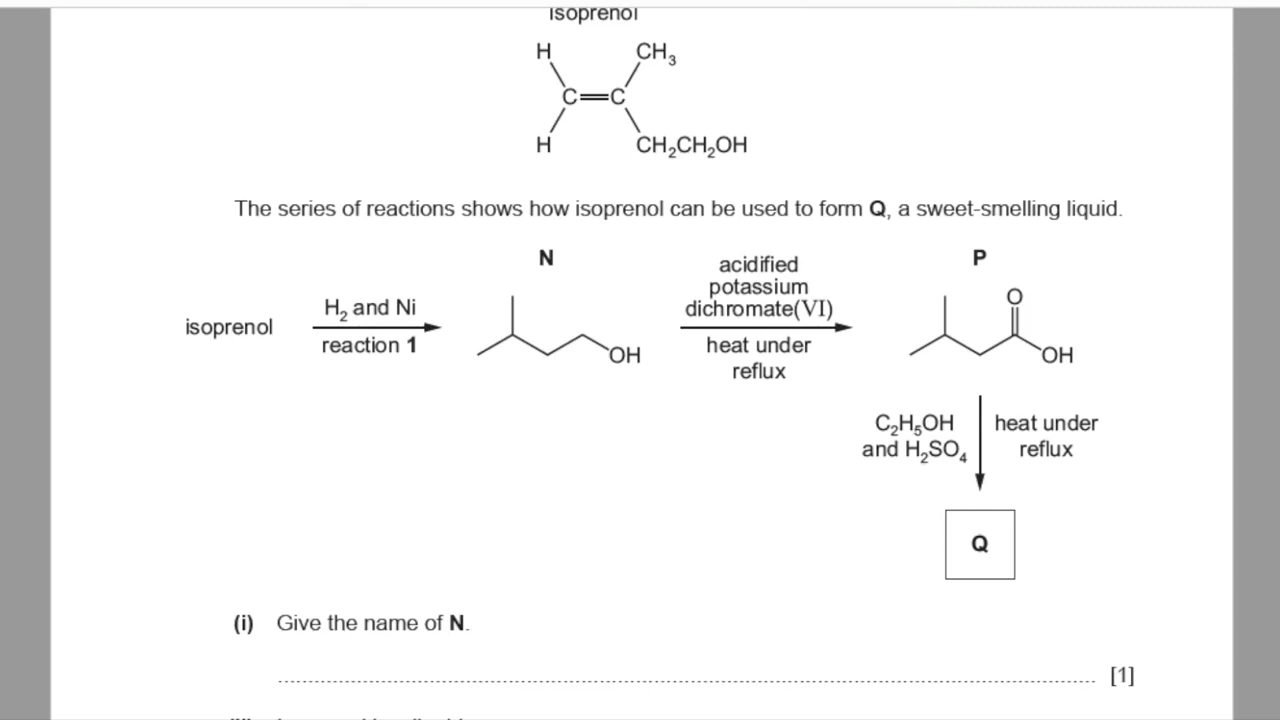 isoprenol
H CH₃
C=C
H CH₂CH₂OH
The series of reactions shows how isoprenol can be used to form Q, a sweet-smelling liquid.
N
P
acidified
potassium
dichromate(VI)
heat under
reflux
isoprenol
H₂ and Ni
reaction 1
OH
O
OH
C₂H₅OH
and H₂SO₄
heat under
reflux
Q
(i) Give the name of N.
[1]